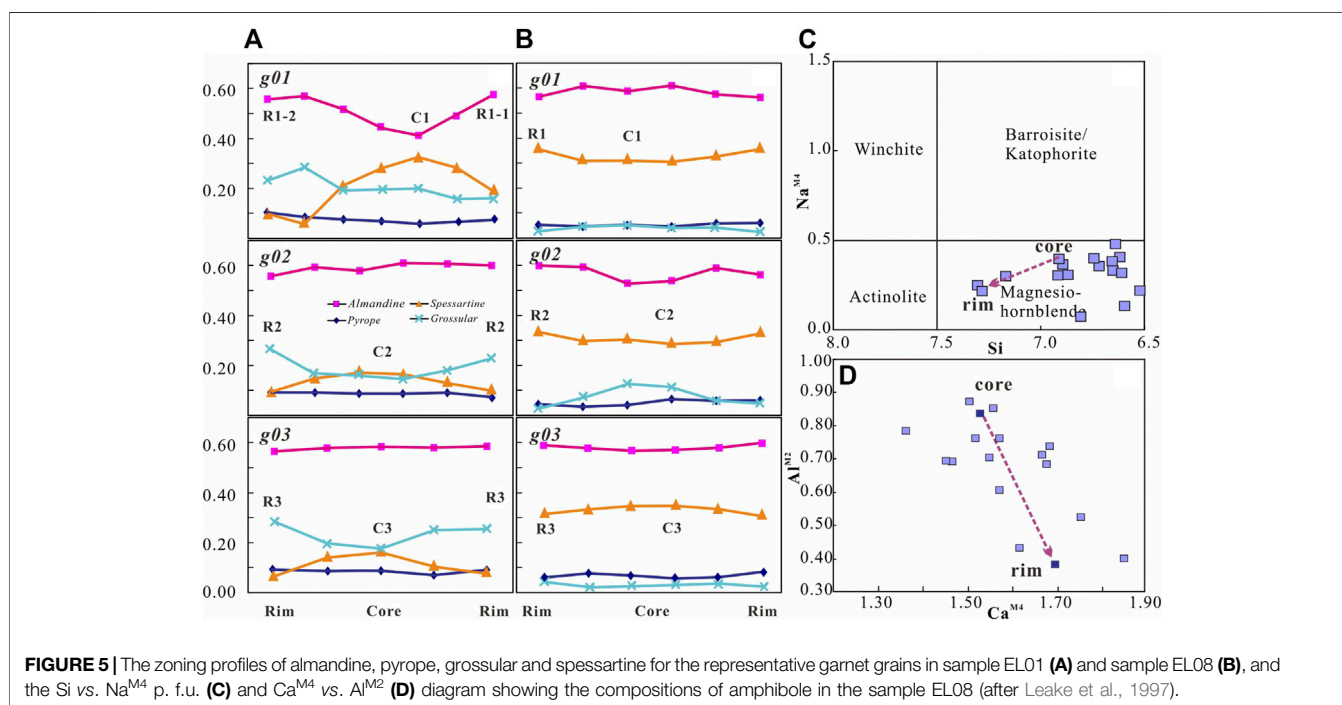 A
B
C
D
g01
R1-2
C1
R1-1
0.60
0.40
0.20
g02
R2
C2
R2
0.60
0.40
0.20
Almandine
Spessartine
Pyrope
Grossular
g03
R3
C3
R3
0.60
0.40
0.20
0.00
Rim
Core
Rim
g01
R1
C1
g02
R2
C2
g03
R3
C3
Rim
Core
Rim
1.5
1.0
0.5
0.0
Na^M4
Winchite
Barroisite/
Katophorite
Actinolite
Magnesio-
hornblende
core
rim
8.0
7.5
7.0
6.5
Si
1.00
0.90
0.80
0.70
0.60
0.50
0.40
0.30
Al^M2
core
rim
1.30
1.50
1.70
1.90
Ca^M4
FIGURE 5 | The zoning profiles of almandine, pyrope, grossular and spessartine for the representative garnet grains in sample EL01 (A) and sample EL08 (B), and
the Si vs. Na^M4 p. f.u. (C) and Ca^M4 vs. Al^M2 (D) diagram showing the compositions of amphibole in the sample EL08 (after Leake et al., 1997).